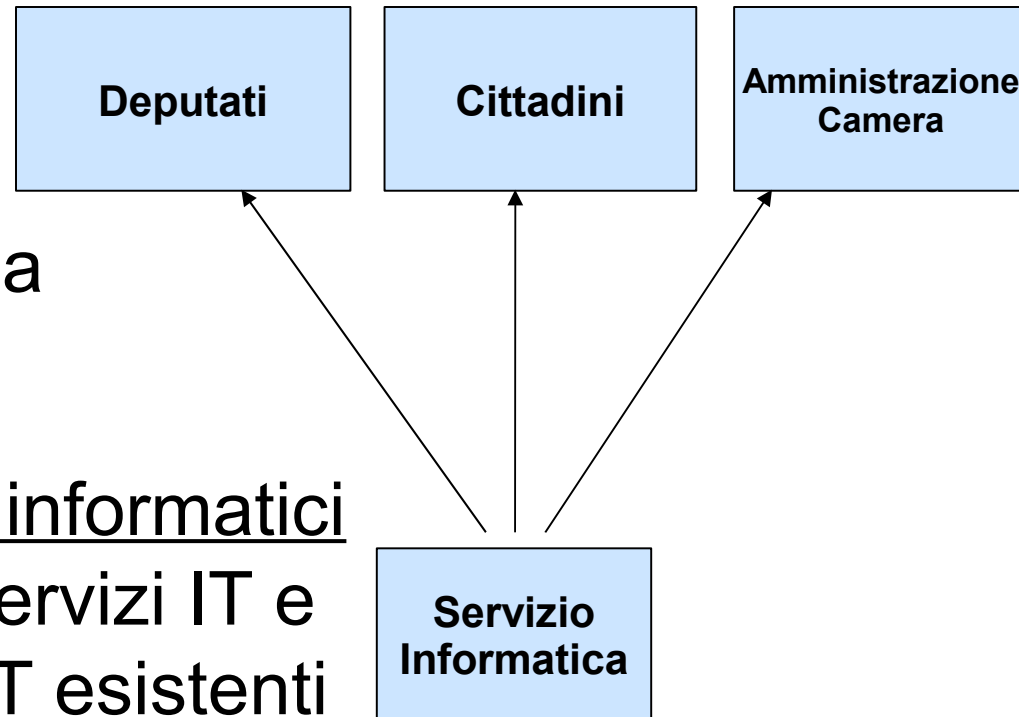 Deputati
Cittadini
Amministrazione
Camera
a
informatici
ervizi IT e
T esistenti
Servizio
Informatica